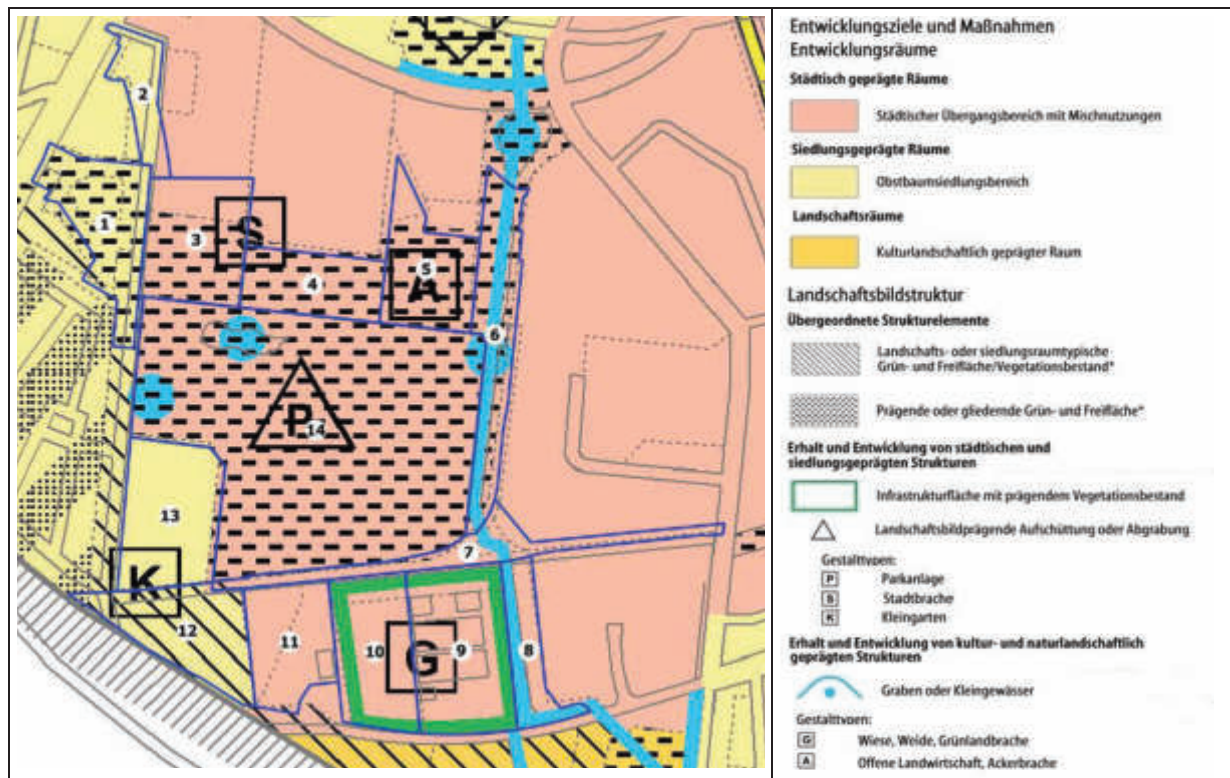 2
1
3
S
4
5
A
6
P
14
13
7
K
12
11
10
G
9
8
Entwicklungsziele und Maßnahmen
Entwicklungsräume
Städtisch geprägte Räume
Städtischer Übergangsbereich mit Mischnutzungen
Siedlungsgeprägte Räume
Obstbaumsiedlungsbereich
Landschaftsräume
Kulturlandschaftlich geprägter Raum
Landschaftsbildstruktur
Übergeordnete Strukturelemente
Landschafts- oder siedlungsraumtypische
Grün- und Freifläche/Vegetationsbestand*
Prägende oder gliedernde Grün- und Freifläche*
Erhalt und Entwicklung von städtischen und
siedlungsgeprägten Strukturen
Infrastrukturfläche mit prägendem Vegetationsbestand
Landschaftsbildprägende Aufschüttung oder Abgrabung
Gestalttypen:
P Parkanlage
S Stadtbrache
K Kleingarten
Erhalt und Entwicklung von kultur- und naturlandschaftlich
geprägten Strukturen
Graben oder Kleingewässer
Gestalttypen:
G Wiese, Weide, Grünlandbrache
A Offene Landwirtschaft, Ackerbrache